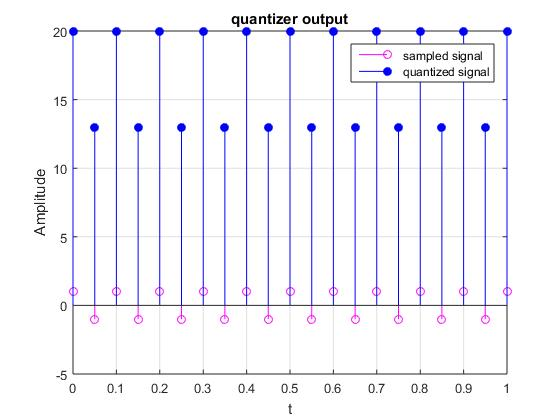 quantizer output
sampled signal
quantized signal
Amplitude
20
15
10
5
0
-5
0 0.1 0.2 0.3 0.4 0.5 0.6 0.7 0.8 0.9 1
t